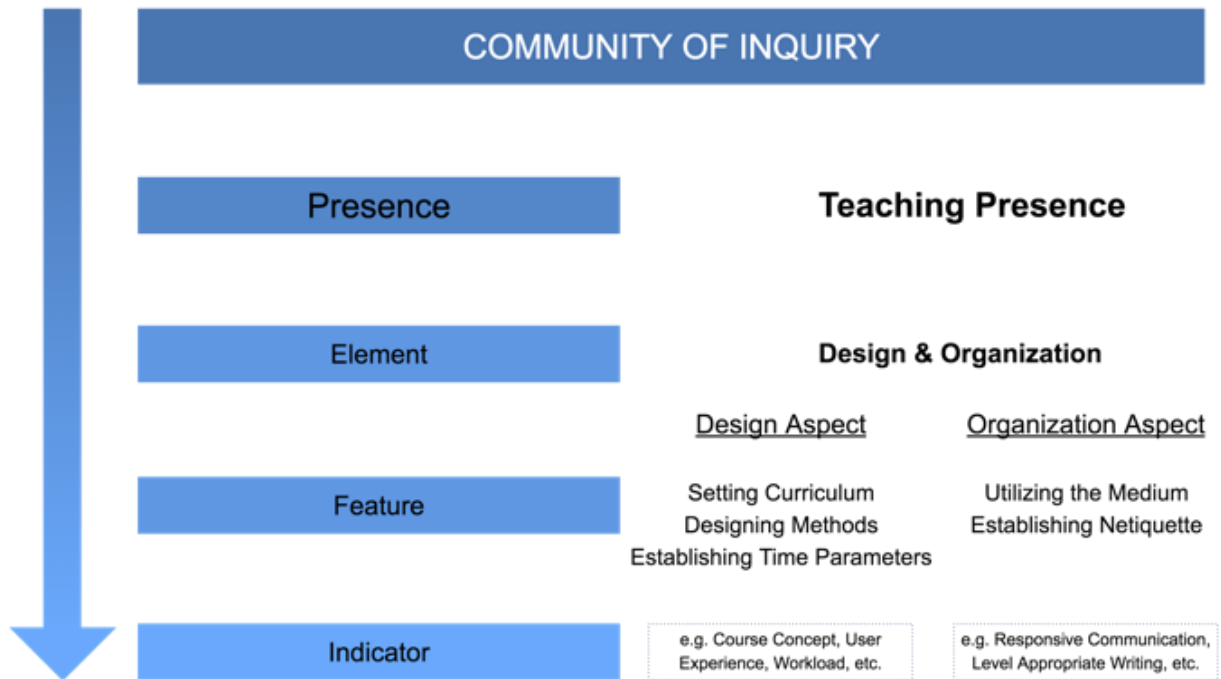 COMMUNITY OF INQUIRY
Presence
Teaching Presence
Element
Design & Organization
Design Aspect
Organization Aspect
Feature
Setting Curriculum
Designing Methods
Establishing Time Parameters
Utilizing the Medium
Establishing Netiquette
Indicator
e.g. Course Concept, User
Experience, Workload, etc.
e.g. Responsive Communication,
Level Appropriate Writing, etc.